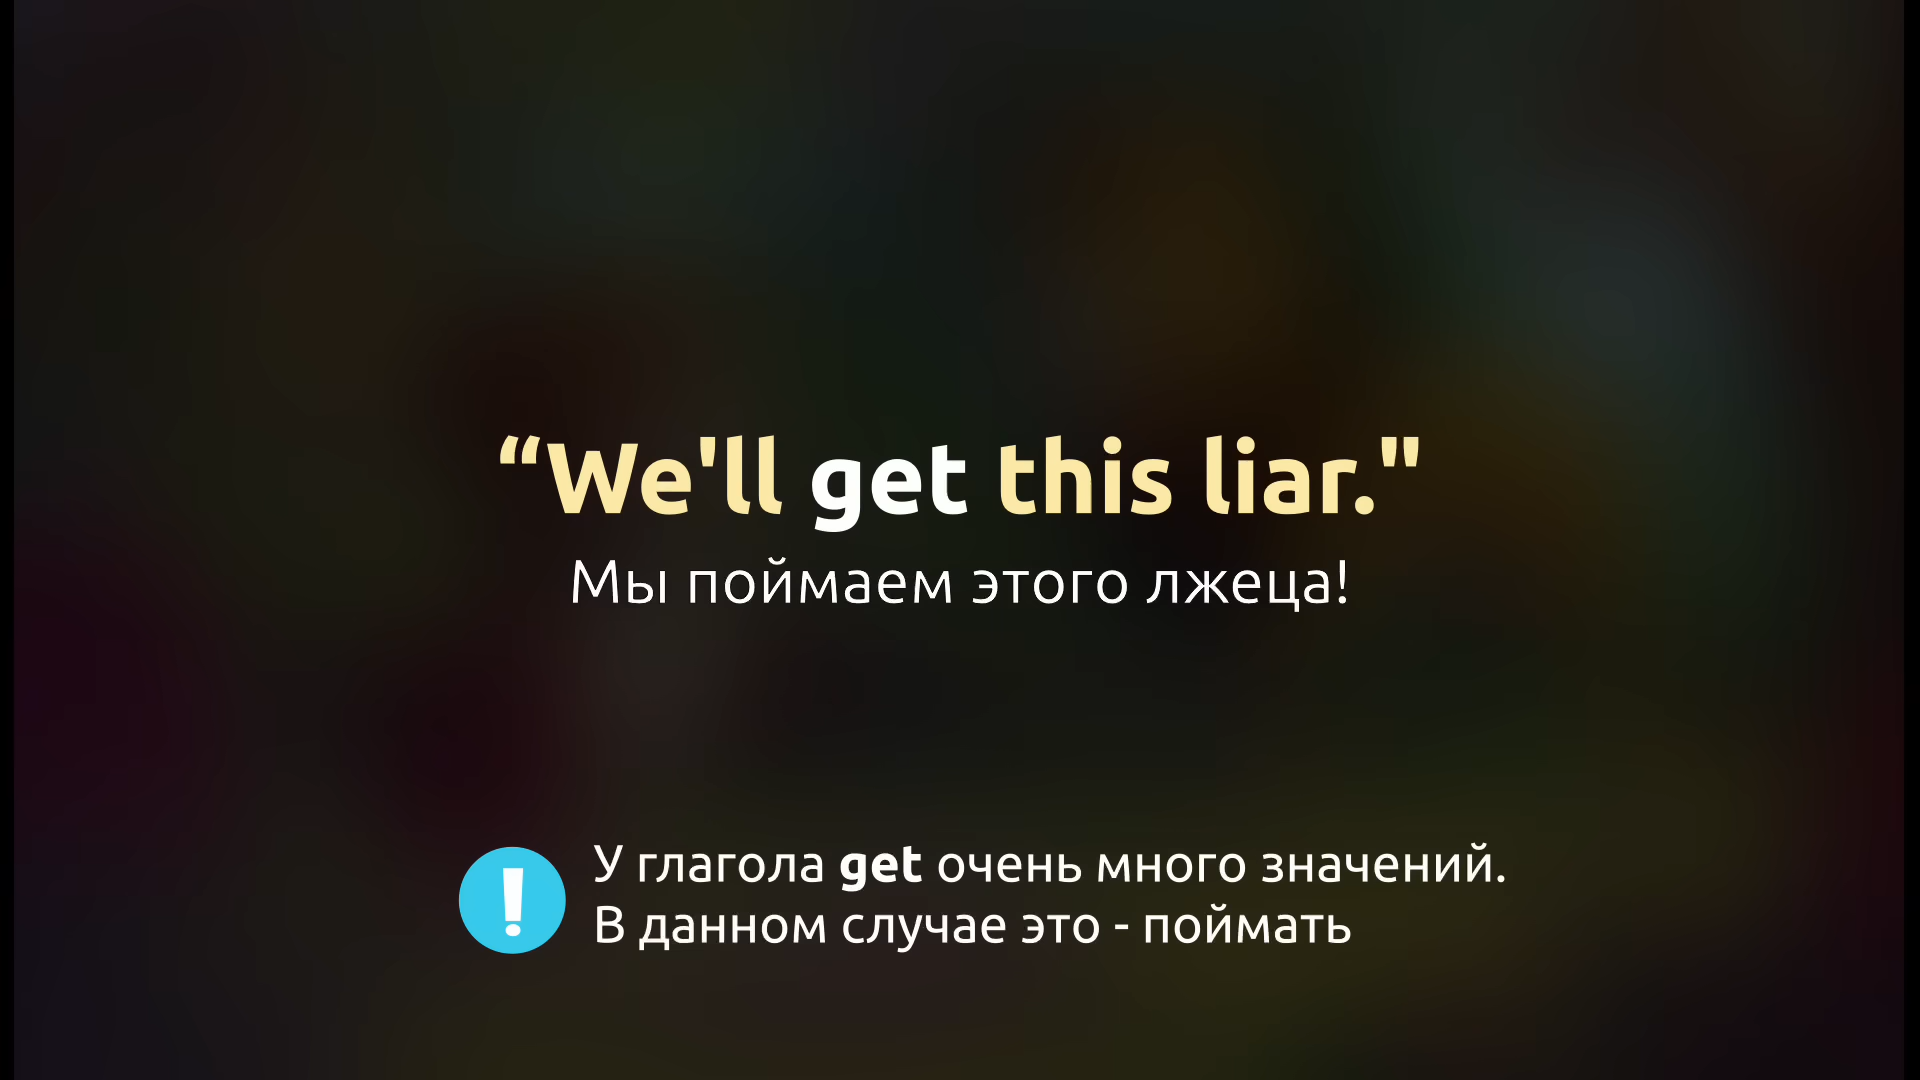 “We'll get this liar."
Мы поймаем этого лжеца!
У глагола get очень много значений.
В данном случае это - поймать